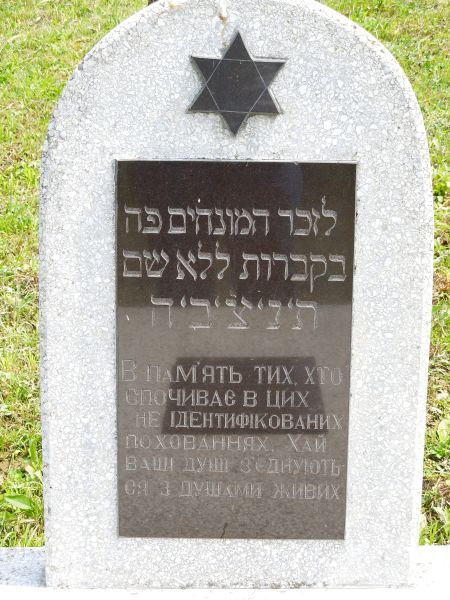 לזכר המונחים פה
בקברות ללא שם
ת'נ'צ'ב'ה'
В ПАМ'ЯТЬ ТИХ, ХТО
СПОЧИВАЄ В ЦИХ
НЕ ІДЕНТИФІКОВАНИХ
ПОХОВАННЯХ. ХАЙ
ВАШІ ДУШІ З'ЄДНУЮТЬ-
СЯ З ДУШАМИ ЖИВИХ